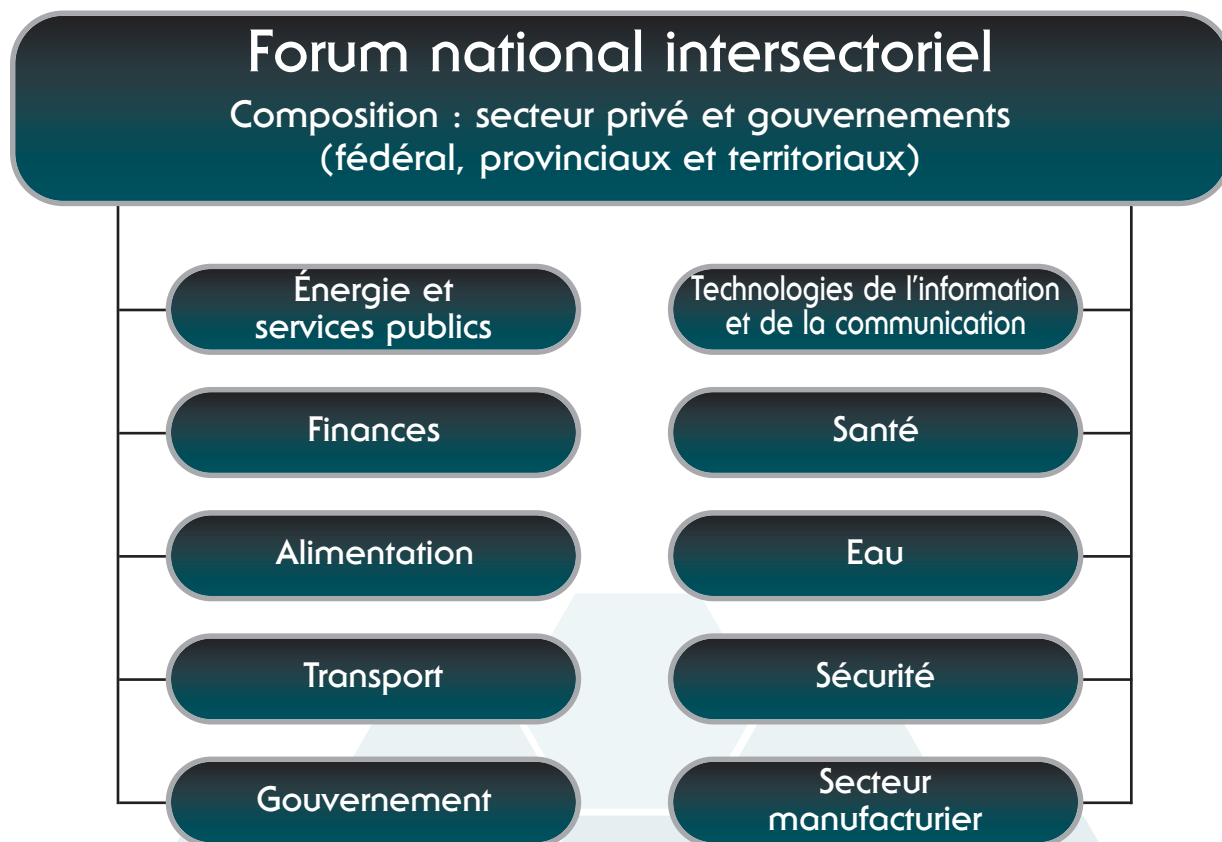 Forum national intersectoriel
Composition : secteur privé et gouvernements
(fédéral, provinciaux et territoriaux)
Énergie et
services publics
Technologies de l'information
et de la communication
Finances
Santé
Alimentation
Eau
Transport
Sécurité
Gouvernement
Secteur
manufacturier